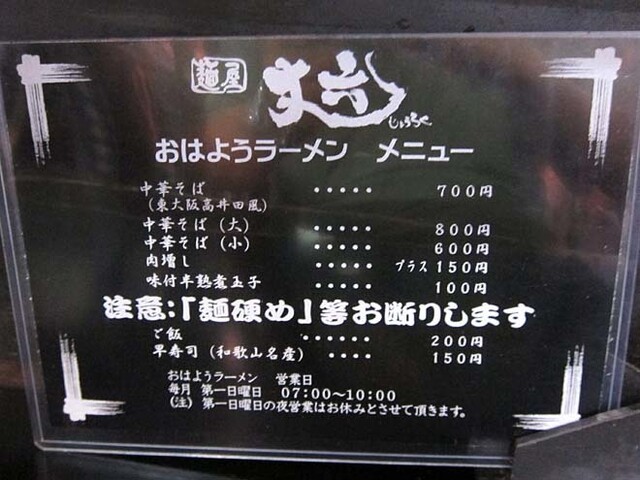 麺屋 丈六
じょうろく
おはようラーメン メニュー
中華そば ・・・・・ 700円
(東大阪高井田風)
中華そば(大) ・・・・・ 800円
中華そば(小) ・・・・・ 600円
肉増し ・・・・・ プラス150円
味付半熟煮玉子 ・・・・・ 100円
注意:「麺硬め」等お断りします
ご飯 ・・・・・ 200円
早寿司(和歌山名産) ・・・・・ 150円
おはようラーメン 営業日
毎月 第一日曜日 07:00~10:00
(注) 第一日曜日の夜営業はお休みとさせて頂きます。